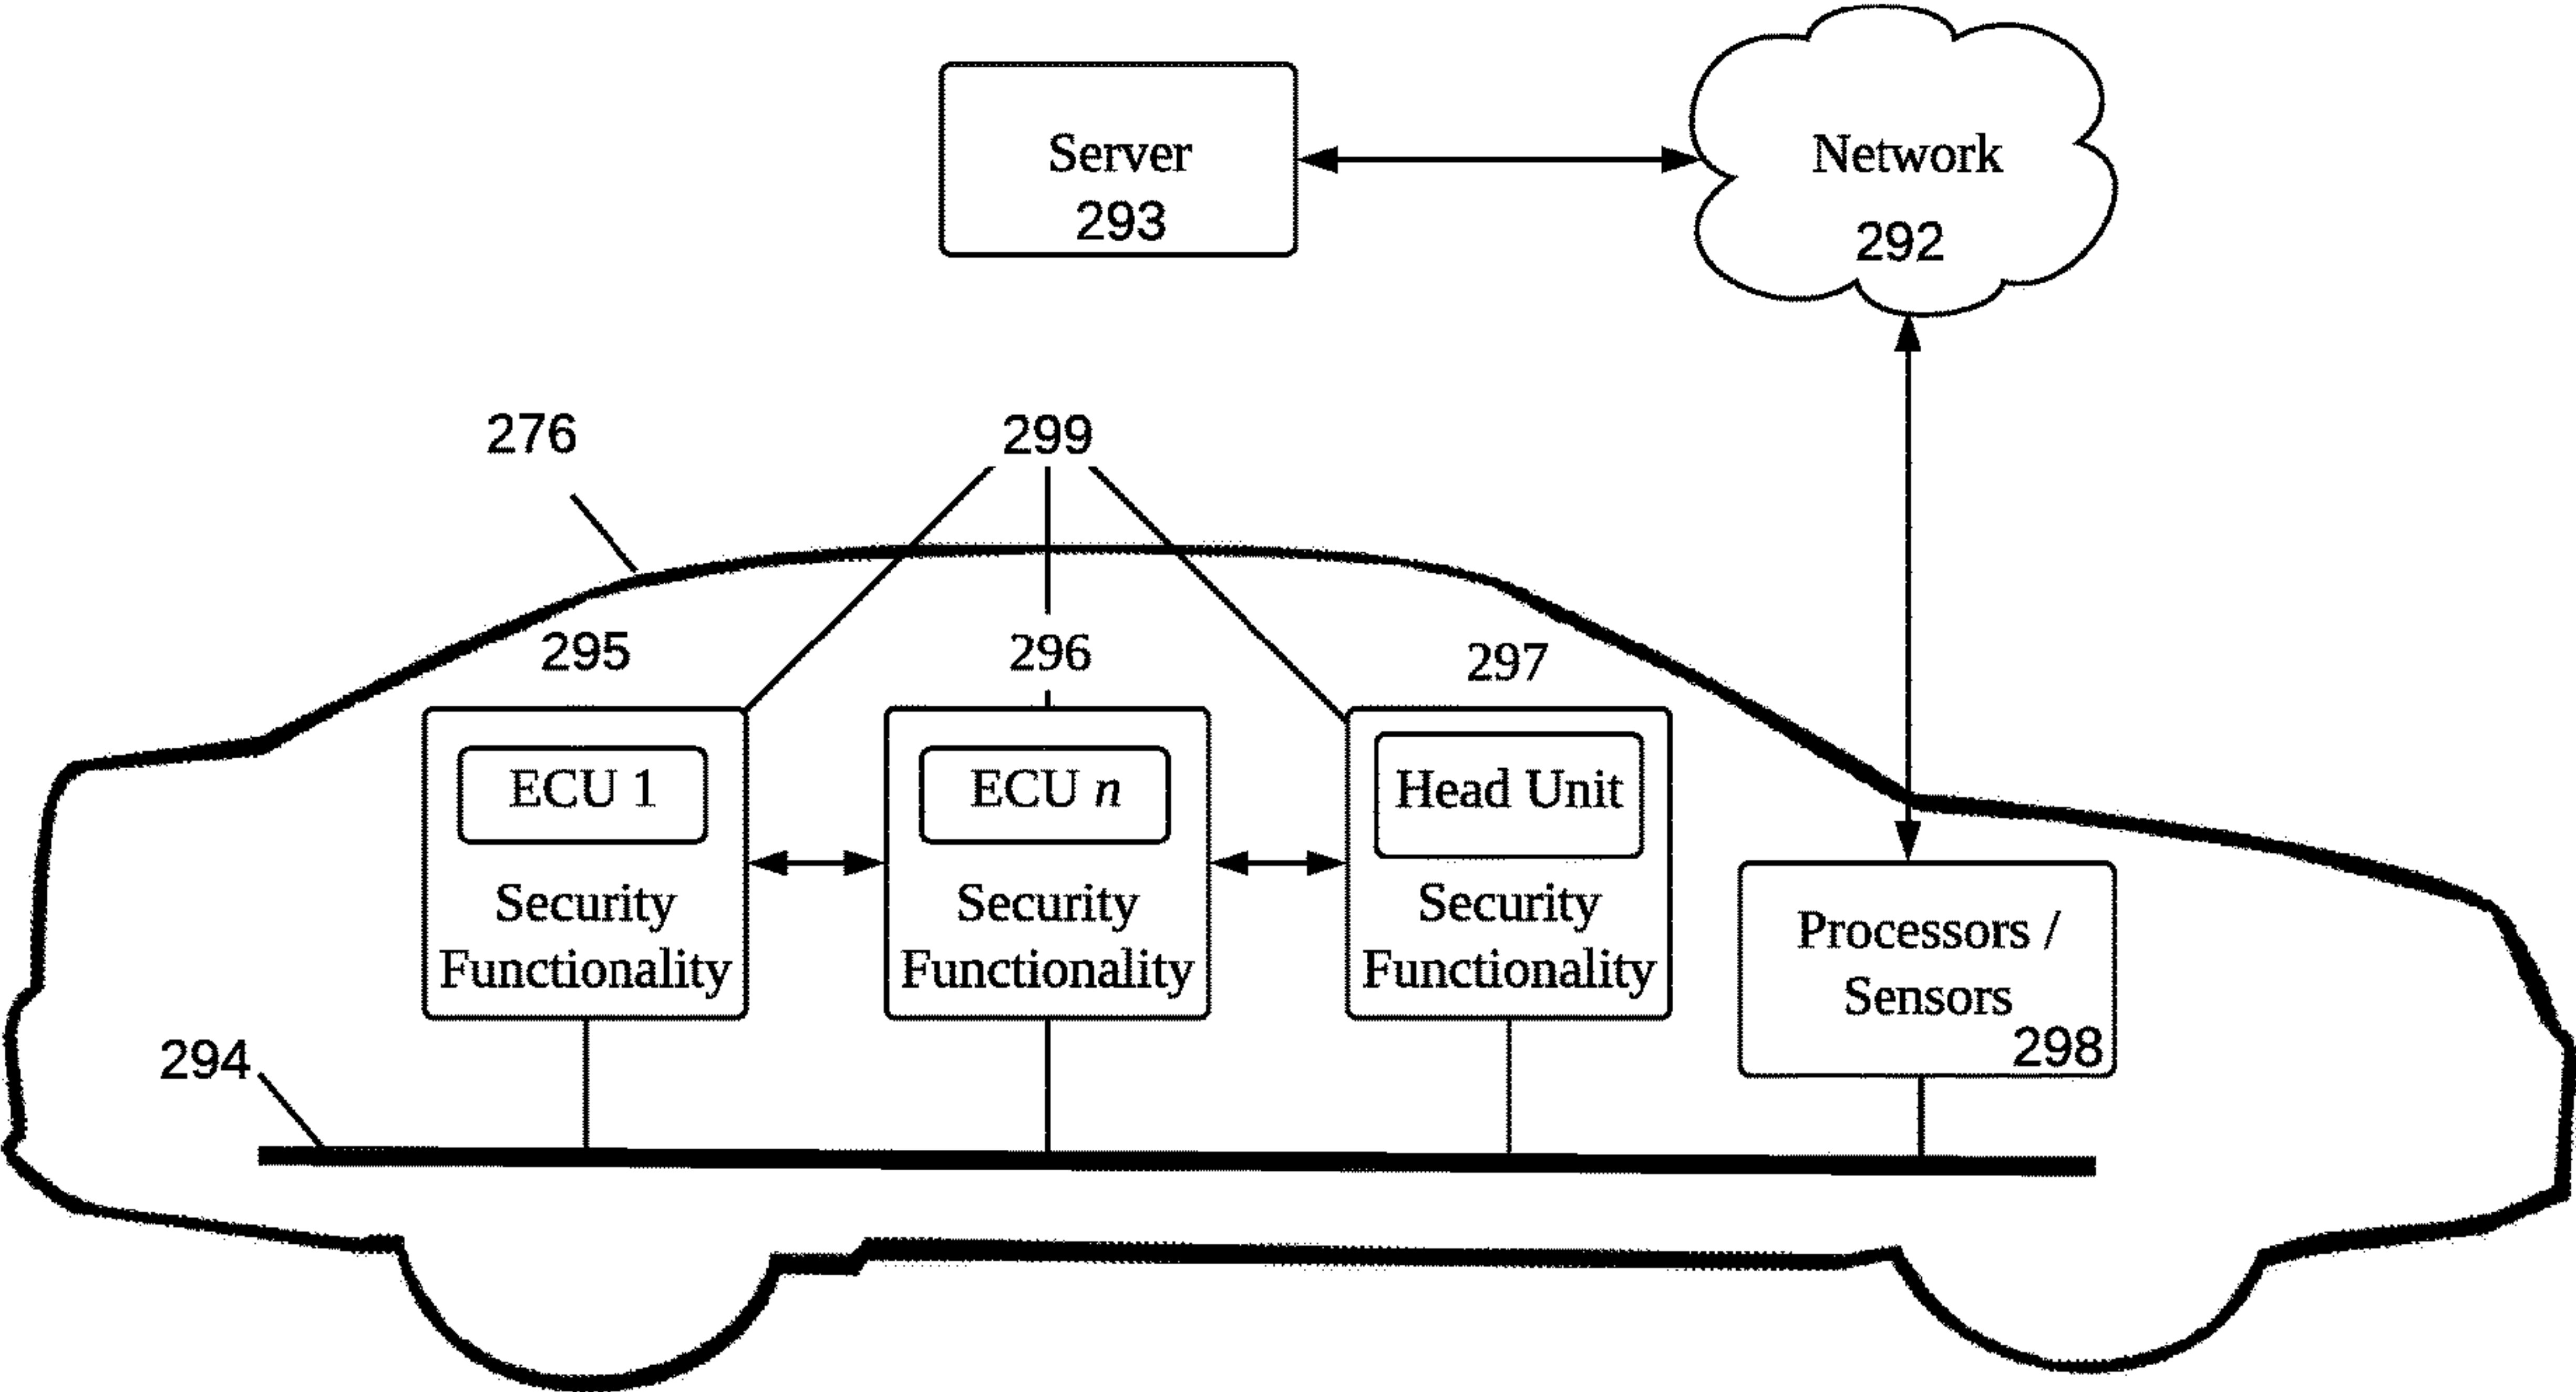 Server
293
Network
292
276
299
295
296
297
ECU 1
Security
Functionality
ECU n
Security
Functionality
Head Unit
Security
Functionality
Processors /
Sensors
298
294